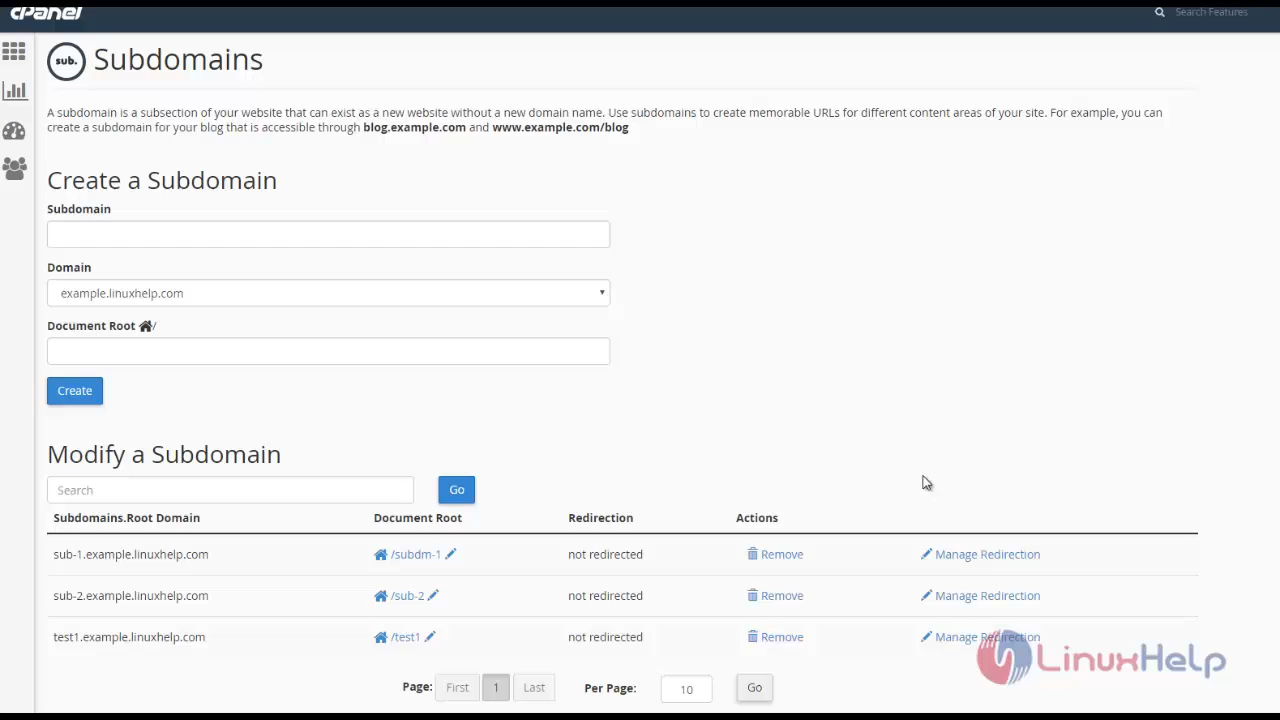 cPanel
Search Features
sub.
Subdomains
A subdomain is a subsection of your website that can exist as a new website without a new domain name. Use subdomains to create memorable URLs for different content areas of your site. For example, you can
create a subdomain for your blog that is accessible through blog.example.com and www.example.com/blog
Create a Subdomain
Subdomain
Domain
example.linuxhelp.com
Document Root /
Create
Modify a Subdomain
Search Go
Subdomains.Root Domain Document Root Redirection Actions
sub-1.example.linuxhelp.com /subdm-1 not redirected Remove Manage Redirection
sub-2.example.linuxhelp.com /sub-2 not redirected Remove Manage Redirection
test1.example.linuxhelp.com /test1 not redirected Remove Manage Redirection
LinuxHelp
Page: First 1 Last Per Page: 10 Go